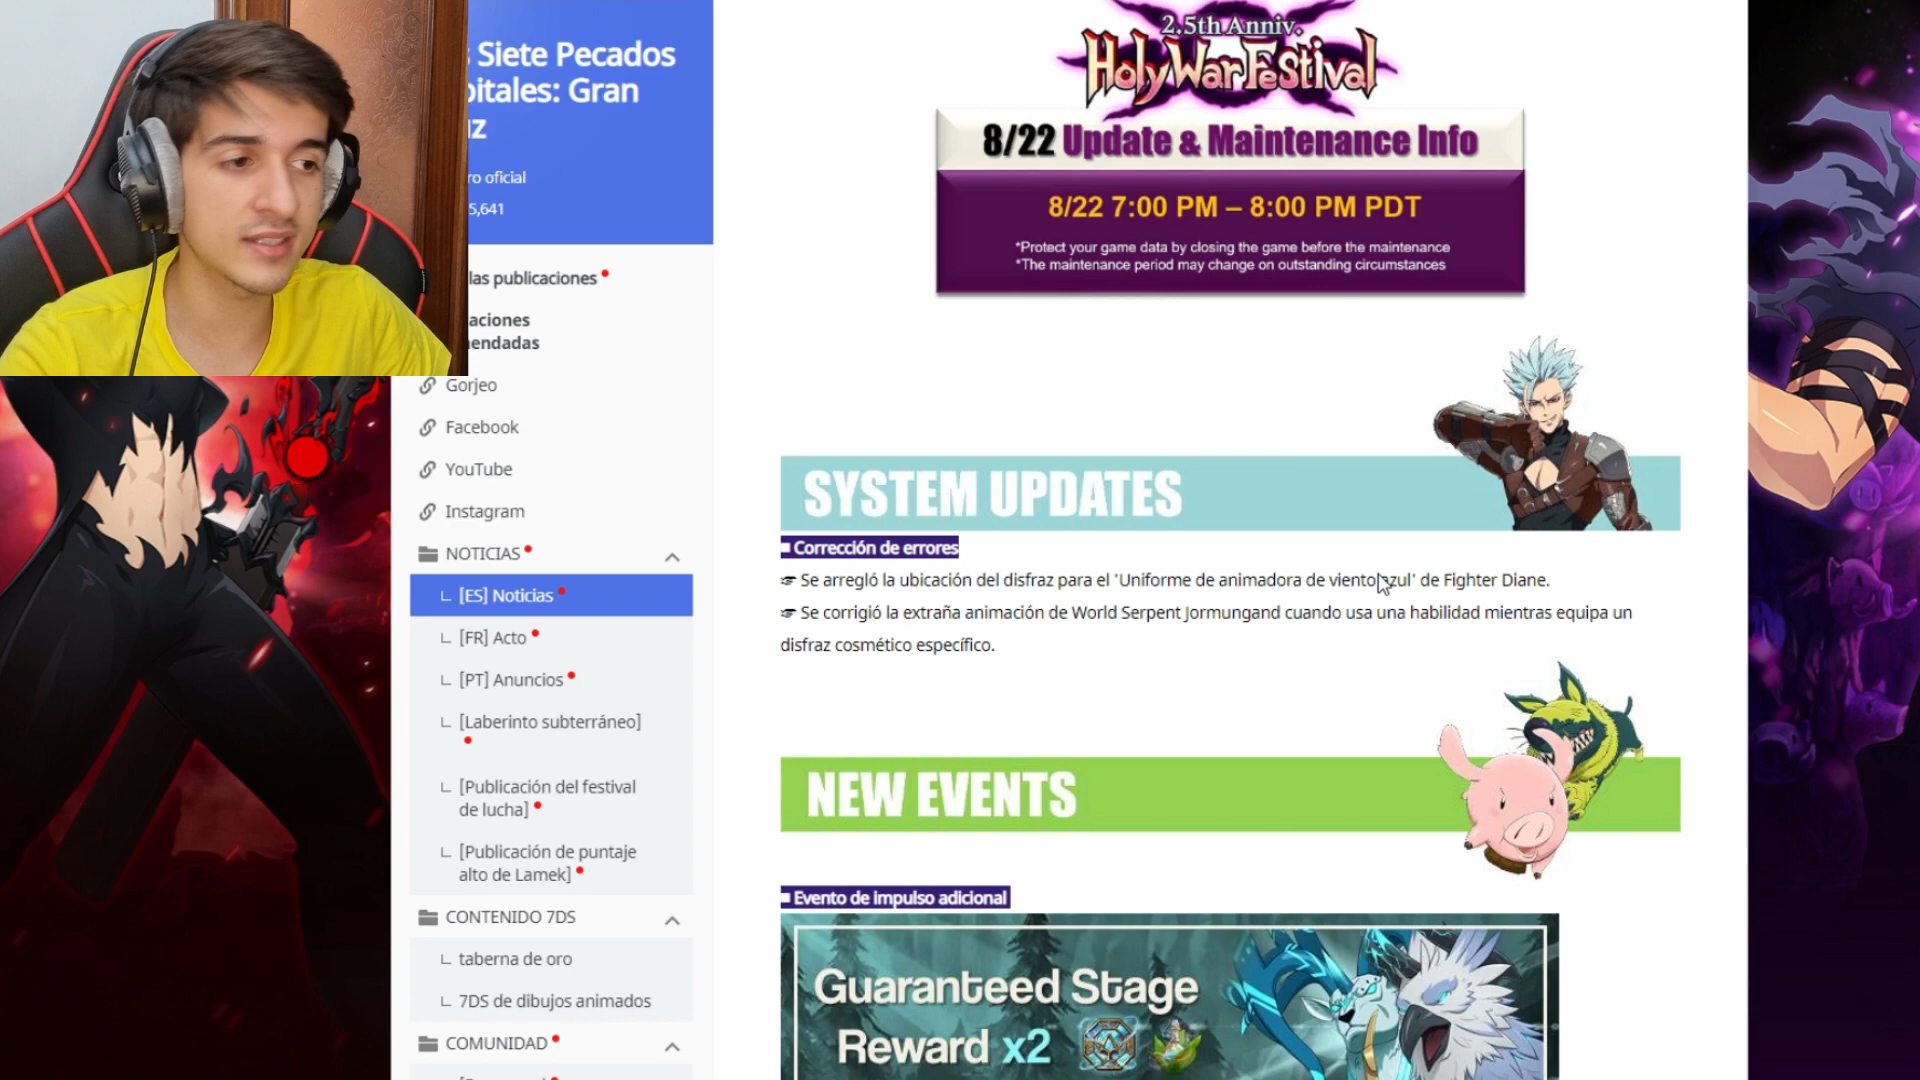 s Siete Pecados
pitales: Gran
uz
ro oficial
5,641
las publicaciones
aciones
endadas
Gorjeo
Facebook
YouTube
Instagram
NOTICIAS
[ES] Noticias
[FR] Acto
[PT] Anuncios
[Laberinto subterráneo]
[Publicación del festival
de lucha]
[Publicación de puntaje
alto de Lamek]
CONTENIDO 7DS
taberna de oro
7DS de dibujos animados
COMUNIDAD
2.5th Anniv.
Holy War Festival
8/22 Update & Maintenance Info
8/22 7:00 PM – 8:00 PM PDT
*Protect your game data by closing the game before the maintenance
*The maintenance period may change on outstanding circumstances
SYSTEM UPDATES
■ Corrección de errores
☞ Se arregló la ubicación del disfraz para el 'Uniforme de animadora de viento azul' de Fighter Diane.
☞ Se corrigió la extraña animación de World Serpent Jormungand cuando usa una habilidad mientras equipa un
disfraz cosmético específico.
NEW EVENTS
■ Evento de impulso adicional
Guaranteed Stage
Reward x2